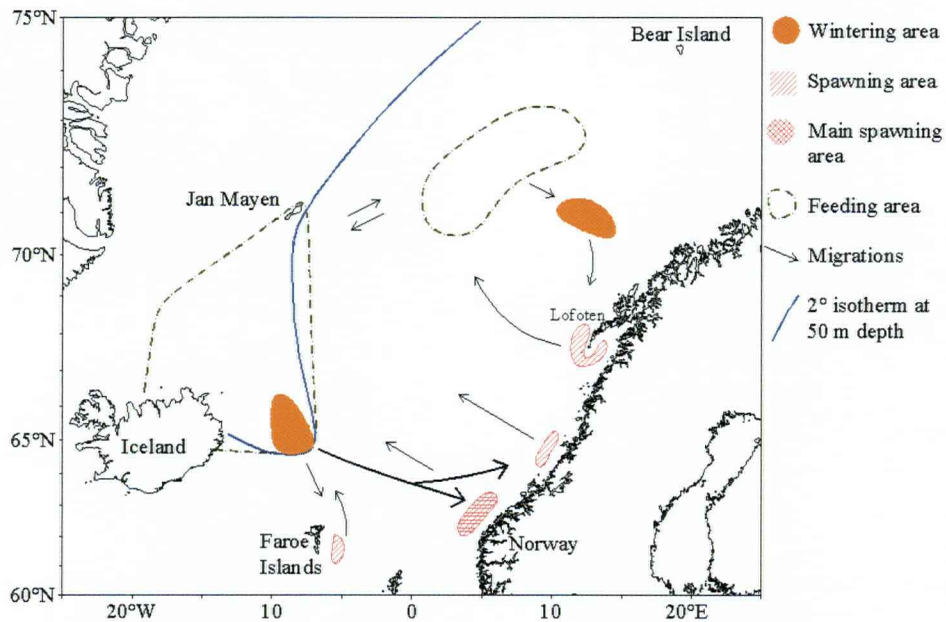 75°N
70°N
65°N
60°N
20°W
10
0
10
20°E
Bear Island
Jan Mayen
Lofoten
Iceland
Faroe
Islands
Norway
Wintering area
Spawning area
Main spawning
area
Feeding area
Migrations
2° isotherm at
50 m depth